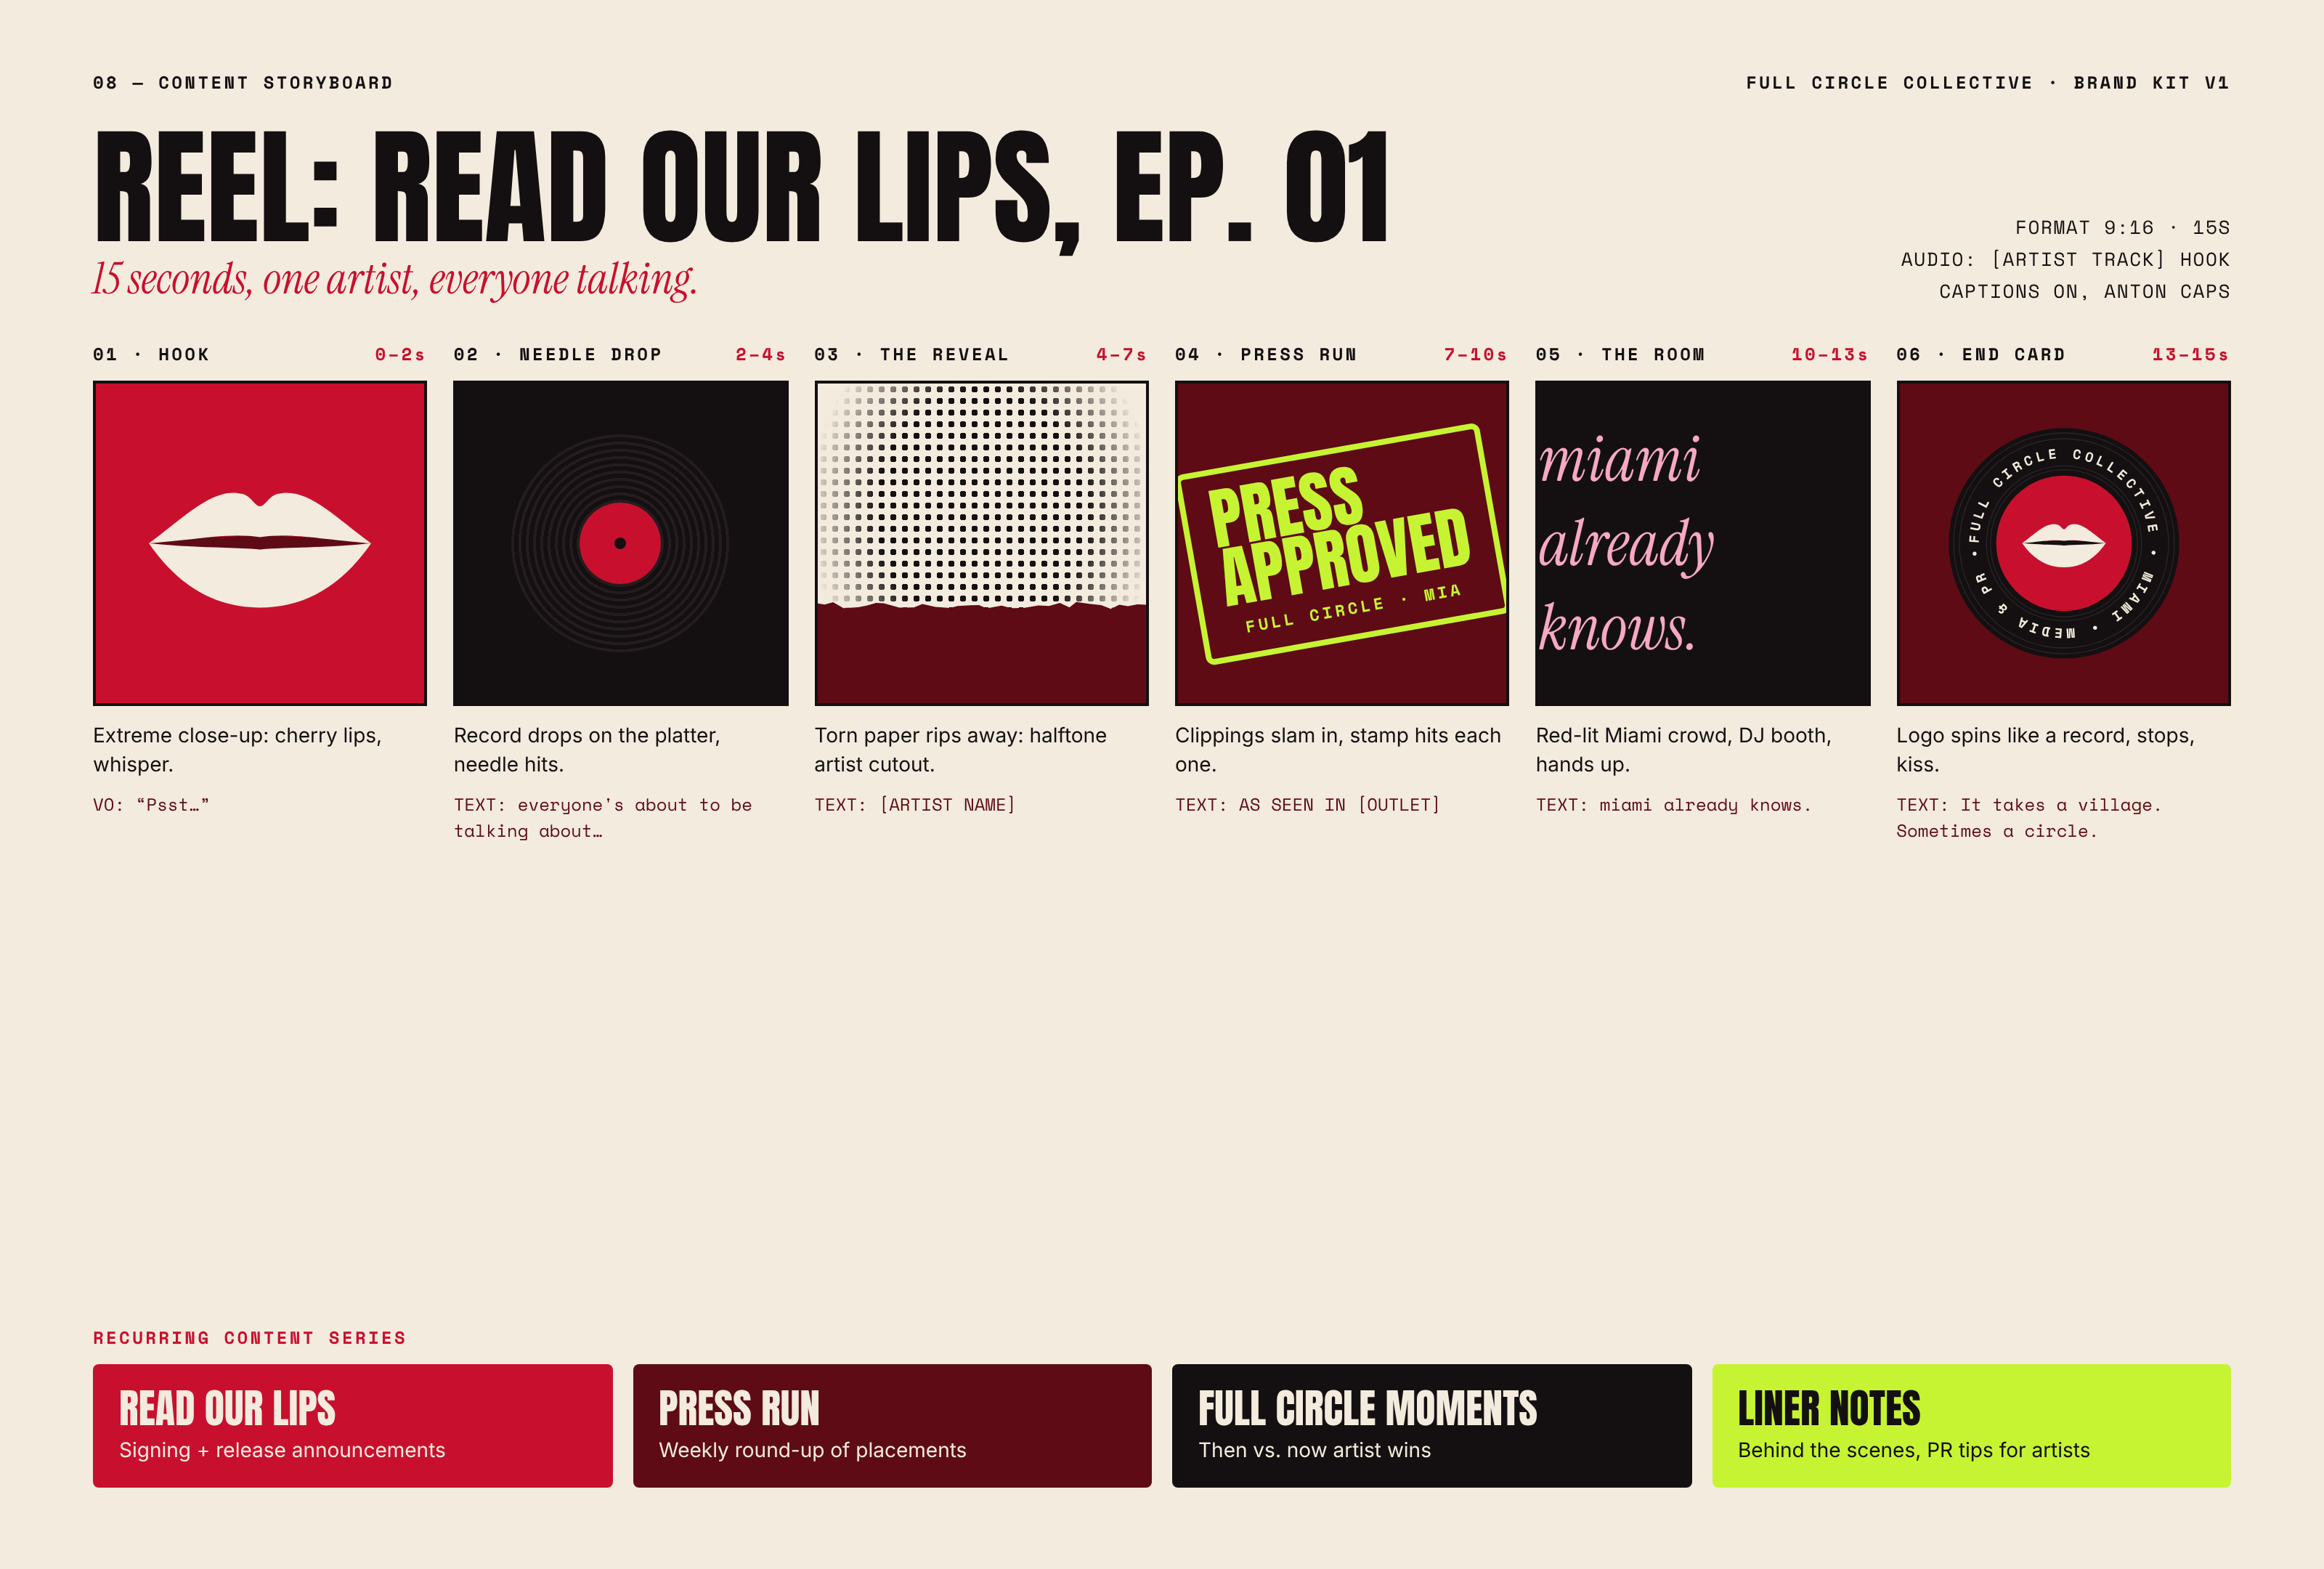 08 — CONTENT STORYBOARD
FULL CIRCLE COLLECTIVE · BRAND KIT V1
REEL: READ OUR LIPS, EP. 01
15 seconds, one artist, everyone talking.
FORMAT 9:16 · 15S
AUDIO: [ARTIST TRACK] HOOK
CAPTIONS ON, ANTON CAPS
01 · HOOK 0–2s
Extreme close-up: cherry lips,
whisper.
VO: “Psst…”
02 · NEEDLE DROP 2–4s
Record drops on the platter,
needle hits.
TEXT: everyone's about to be
talking about…
03 · THE REVEAL 4–7s
Torn paper rips away: halftone
artist cutout.
TEXT: [ARTIST NAME]
04 · PRESS RUN 7–10s
PRESS
APPROVED
FULL CIRCLE · MIA
Clippings slam in, stamp hits each
one.
TEXT: AS SEEN IN [OUTLET]
05 · THE ROOM 10–13s
miami
already
knows.
Red-lit Miami crowd, DJ booth,
hands up.
TEXT: miami already knows.
06 · END CARD 13–15s
FULL CIRCLE COLLECTIVE • MIAMI • MEDIA & PR •
Logo spins like a record, stops,
kiss.
TEXT: It takes a village.
Sometimes a circle.
RECURRING CONTENT SERIES
READ OUR LIPS
Signing + release announcements
PRESS RUN
Weekly round-up of placements
FULL CIRCLE MOMENTS
Then vs. now artist wins
LINER NOTES
Behind the scenes, PR tips for artists